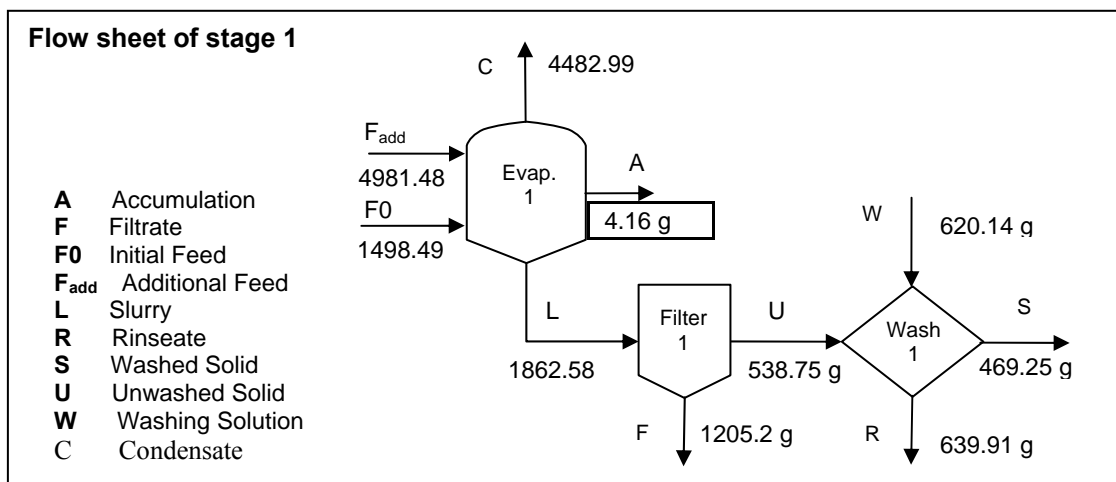 Flow sheet of stage 1
C
4482.99
F_add
4981.48
F0
1498.49
Evap.
1
A
4.16 g
A Accumulation
F Filtrate
F0 Initial Feed
F_add Additional Feed
L Slurry
R Rinseate
S Washed Solid
U Unwashed Solid
W Washing Solution
C Condensate
L
1862.58
Filter
1
U
538.75 g
F
1205.2 g
W
620.14 g
Wash
1
S
469.25 g
R
639.91 g